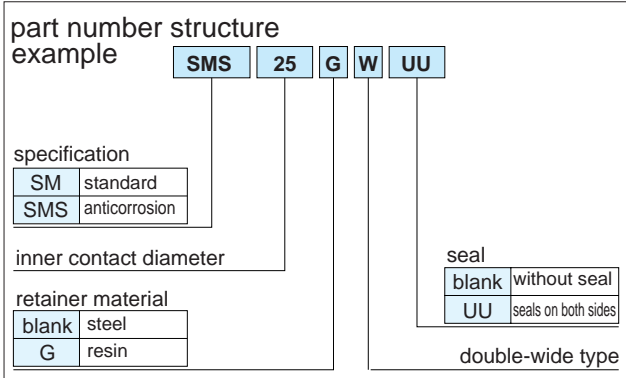 part number structure
example
SMS 25 G W UU
specification
SM standard
SMS anticorrosion
inner contact diameter
retainer material
blank steel
G resin
seal
blank without seal
UU seals on both sides
double-wide type